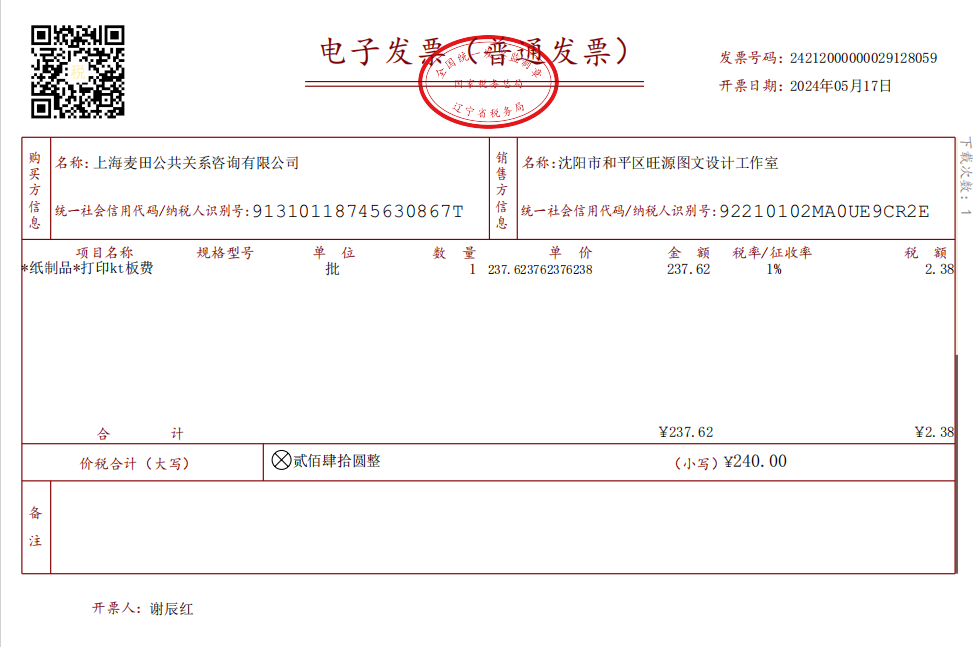 电子发票（普通发票）
全国统一发票监制章
国家税务总局
辽宁省税务局
税
发票号码：24212000000029128059
开票日期：2024年05月17日
下载次数：1
购买方信息
名称：上海麦田公共关系咨询有限公司
统一社会信用代码/纳税人识别号：91310118745630867T
销售方信息
名称：沈阳市和平区旺源图文设计工作室
统一社会信用代码/纳税人识别号：92210102MA0UE9CR2E
项目名称 规格型号 单位 数量 单价 金额 税率/征收率 税额
*纸制品*打印kt板费 批 1 237.623762376238 237.62 1% 2.38
合计 ¥237.62 ¥2.38
价税合计（大写） ⊗贰佰肆拾圆整 （小写）¥240.00
备注
开票人：谢辰红